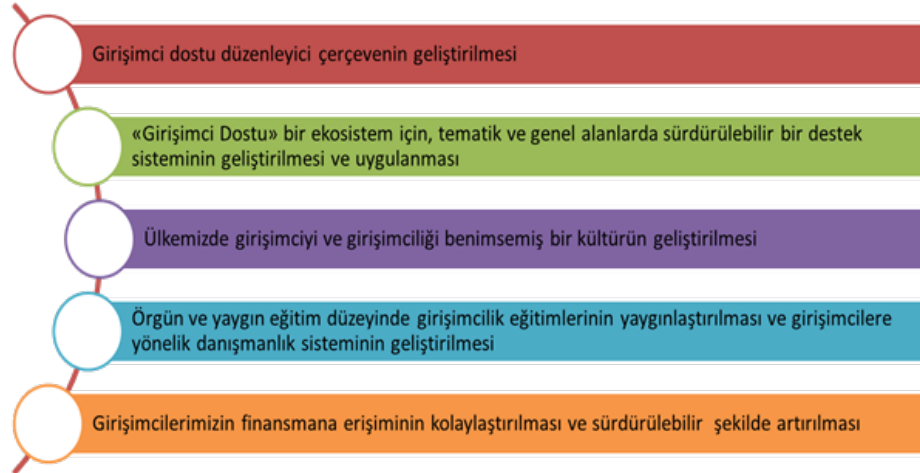 Girişimci dostu düzenleyici çerçevenin geliştirilmesi
«Girişimci Dostu» bir ekosistem için, tematik ve genel alanlarda sürdürülebilir bir destek
sisteminin geliştirilmesi ve uygulanması
Ülkemizde girişimciyi ve girişimciliği benimsemiş bir kültürün geliştirilmesi
Örgün ve yaygın eğitim düzeyinde girişimcilik eğitimlerinin yaygınlaştırılması ve girişimcilere
yönelik danışmanlık sisteminin geliştirilmesi
Girişimcilerimizin finansmana erişiminin kolaylaştırılması ve sürdürülebilir şekilde artırılması